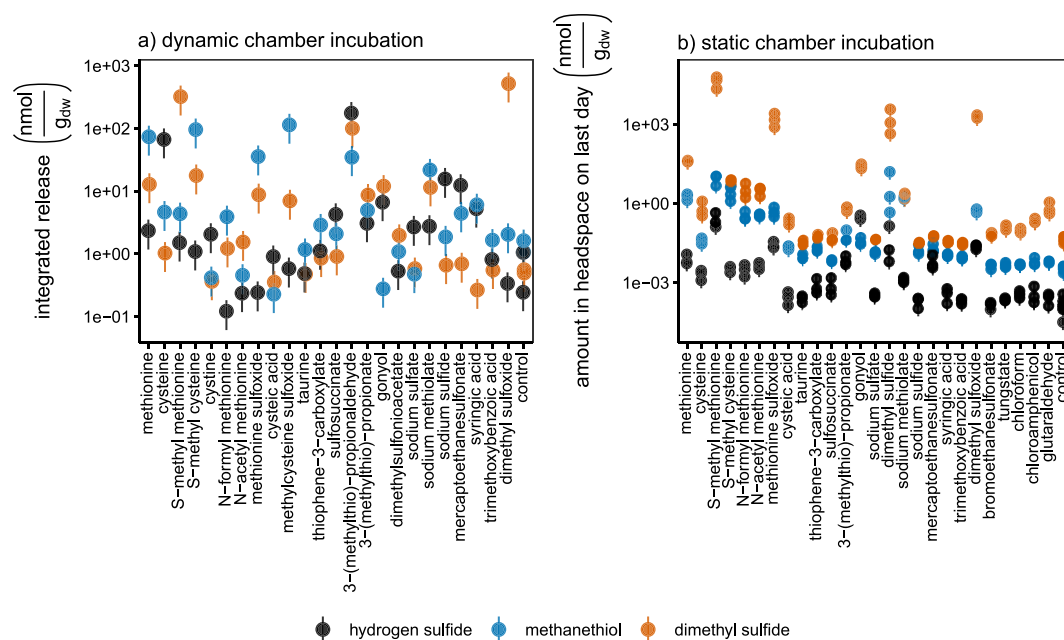 a) dynamic chamber incubation
integrated release (nmol / gdw)
1e+03
1e+02
1e+01
1e+00
1e−01
methionine
cysteine
S−methyl methionine
S−methyl cysteine
cystine
N−formyl methionine
N−acetyl methionine
methionine sulfoxide
cysteic acid
methylcysteine sulfoxide
taurine
thiophene−3−carboxylate
sulfosuccinate
3−(methylthio)−propionaldehyde
3−(methylthio)−propionate
gonyol
dimethylsulfonioacetate
sodium sulfate
sodium methiolate
sodium sulfide
mercaptoethanesulfonate
syringic acid
trimethoxybenzoic acid
dimethyl sulfoxide
control
b) static chamber incubation
amount in headspace on last day (nmol / gdw)
1e+03
1e+00
1e−03
methionine
cysteine
S−methyl methionine
S−methyl cysteine
N−formyl methionine
N−acetyl methionine
methionine sulfoxide
cysteic acid
taurine
thiophene−3−carboxylate
sulfosuccinate
3−(methylthio)−propionate
gonyol
sodium sulfate
dimethyl sulfide
sodium methiolate
sodium sulfide
mercaptoethanesulfonate
syringic acid
trimethoxybenzoic acid
dimethyl sulfoxide
bromoethanesulfonate
tungstate
chloroform
chloroamphenicol
glutaraldehyde
control
hydrogen sulfide
methanethiol
dimethyl sulfide